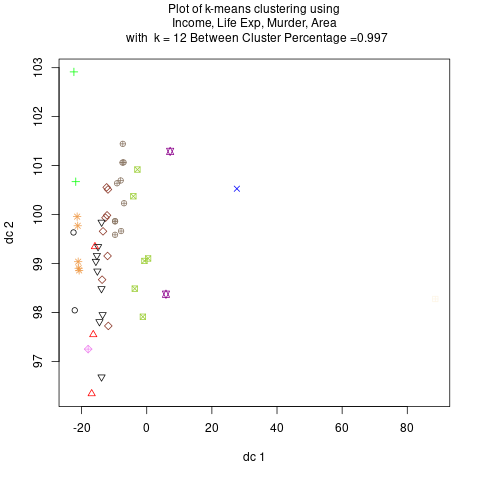 Plot of k-means clustering using
Income, Life Exp, Murder, Area
with k = 12 Between Cluster Percentage =0.997
103
102
101
100
99
98
97
dc 2
-20
0
20
40
60
80
dc 1